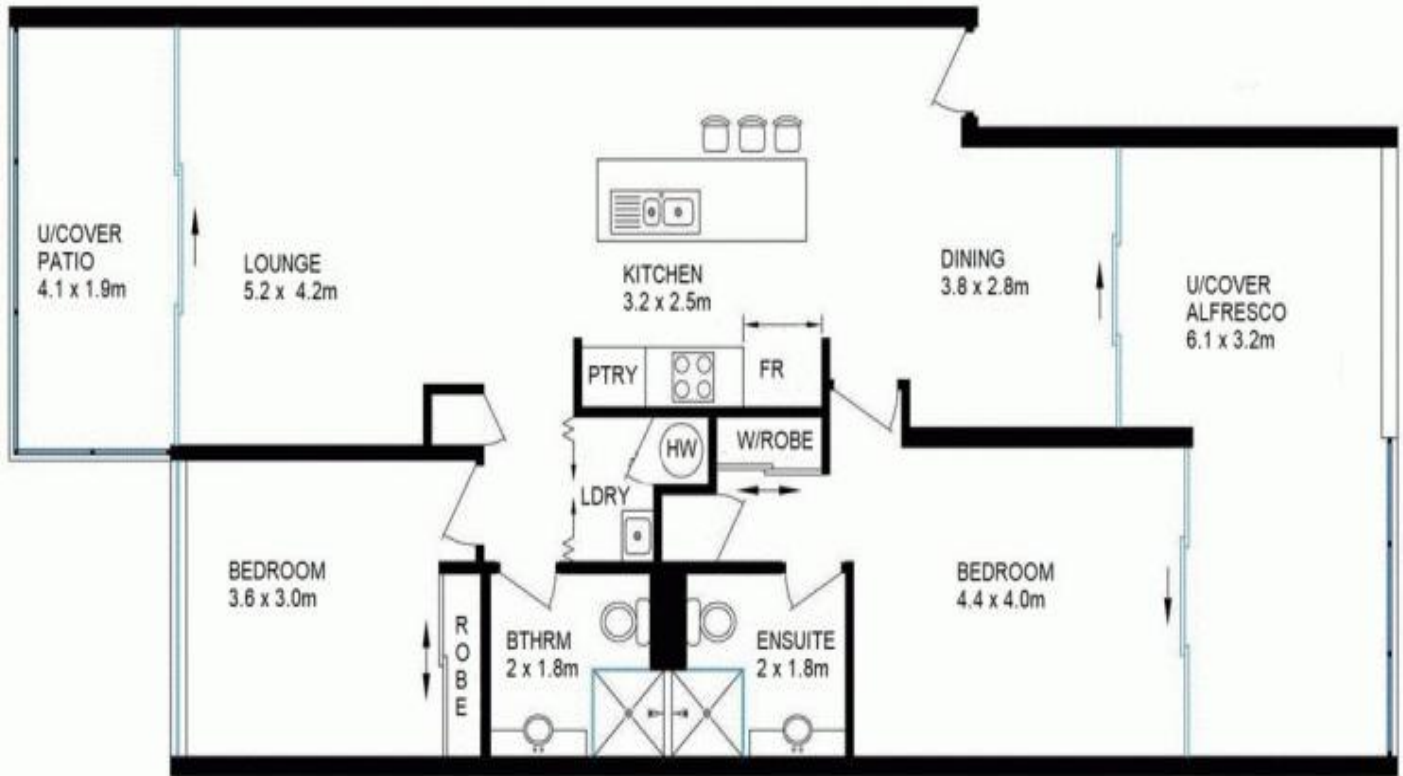 U/COVER
PATIO
4.1 x 1.9m
LOUNGE
5.2 x 4.2m
KITCHEN
3.2 x 2.5m
DINING
3.8 x 2.8m
U/COVER
ALFRESCO
6.1 x 3.2m
PTRY
FR
HW
W/ROBE
LDRY
BEDROOM
3.6 x 3.0m
ROBE
BTHRM
2 x 1.8m
ENSUITE
2 x 1.8m
BEDROOM
4.4 x 4.0m